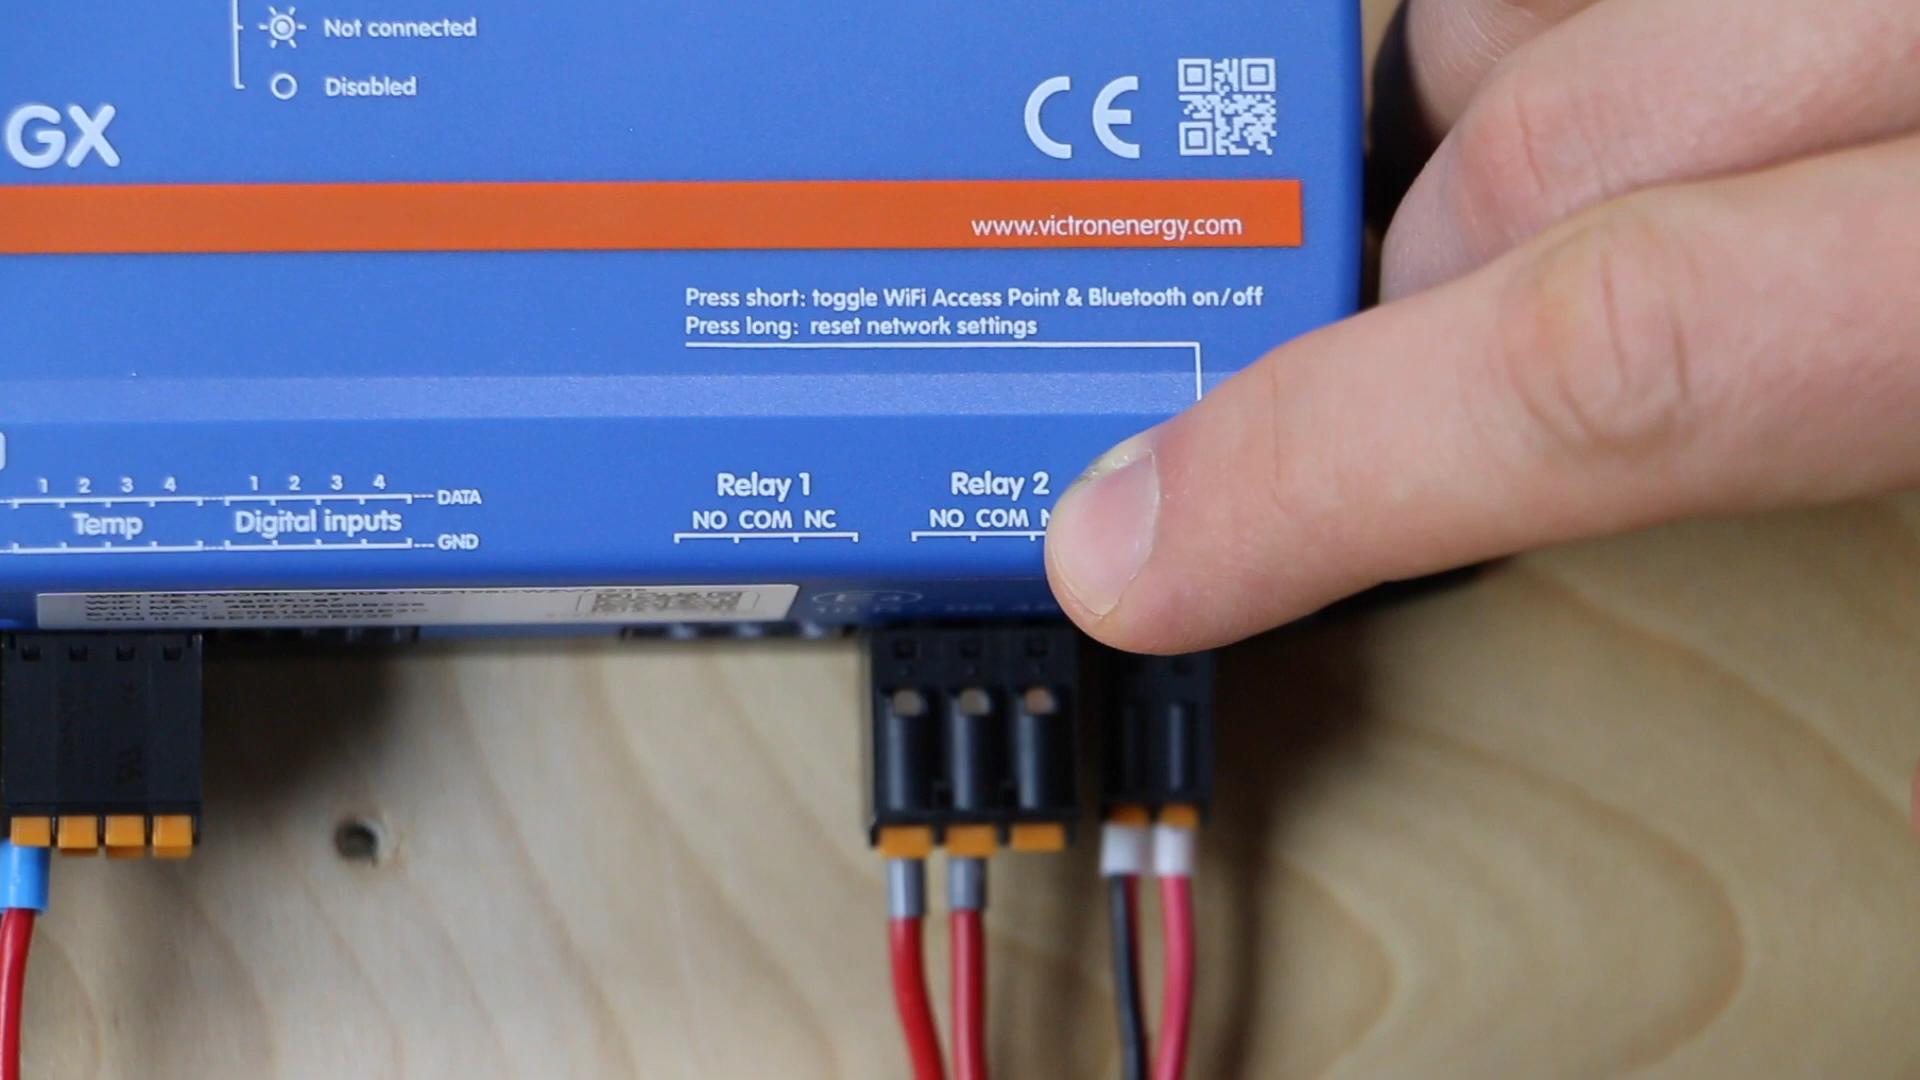 Not connected
Disabled
GX
CE
www.victronenergy.com
Press short: toggle WiFi Access Point & Bluetooth on/off
Press long: reset network settings
1 2 3 4 1 2 3 4 DATA
Temp Digital inputs
GND
Relay 1 Relay 2
NO COM NC NO COM